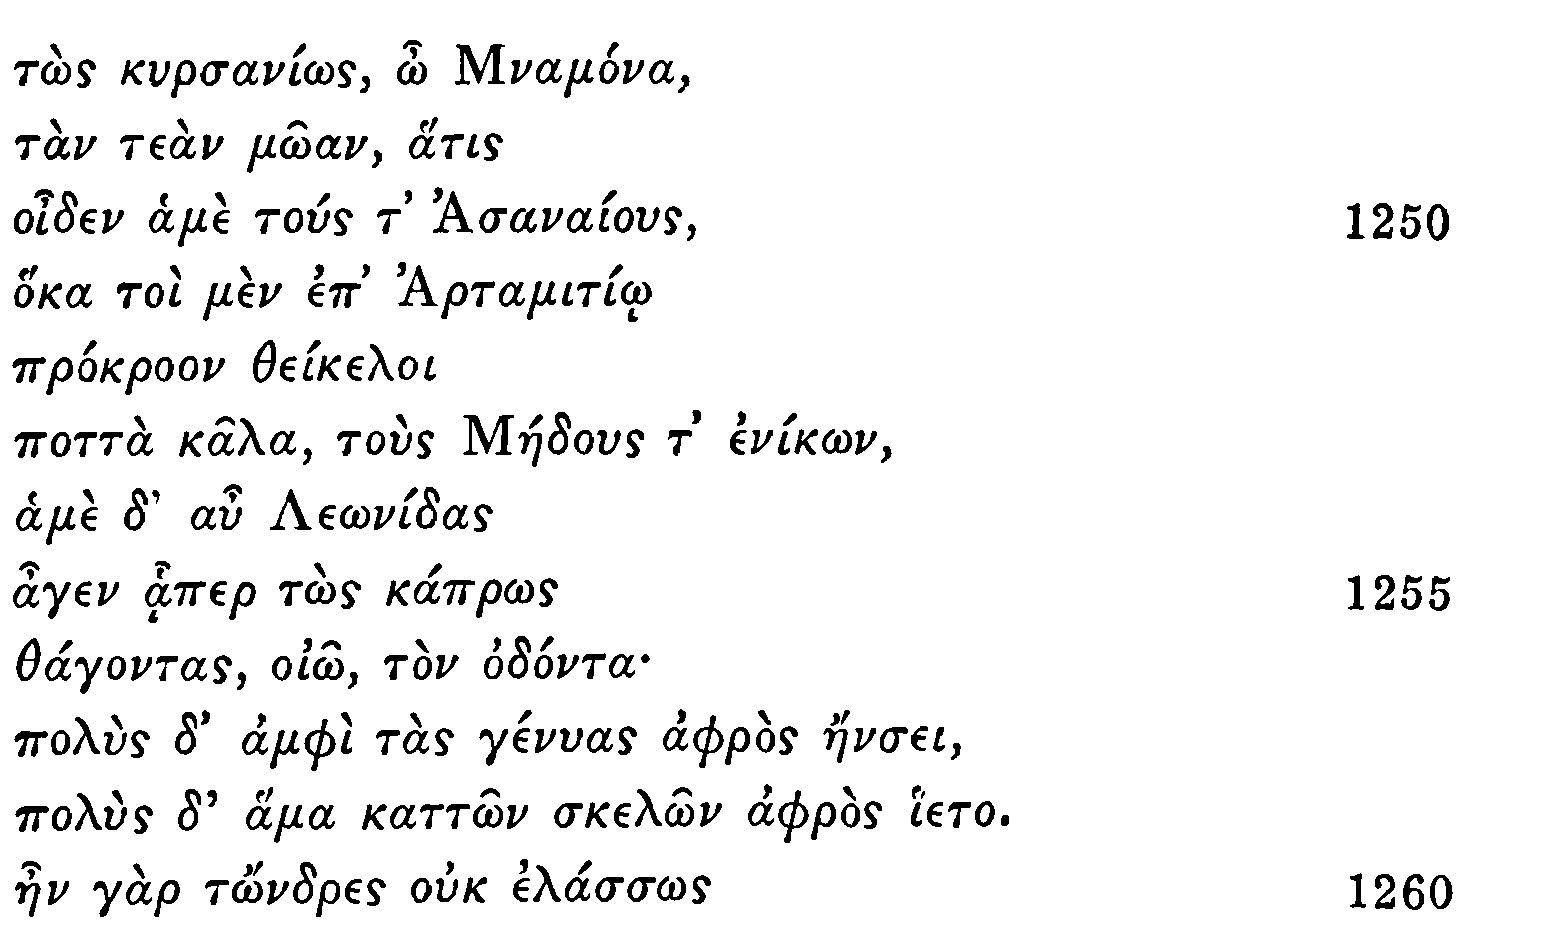 τὼς κυρσανίως, ὦ Μναμόνα,
τὰν τεὰν μῶαν, ἅτις
οἶδεν ἁμὲ τούς τ' Ἀσαναίους, 1250
ὅκα τοὶ μὲν ἐπ' Ἀρταμιτίῳ
πρόκροον θείκελοι
ποττὰ κᾶλα, τοὺς Μήδους τ' ἐνίκων,
ἁμὲ δ' αὖ Λεωνίδας
ἆγεν ᾇπερ τὼς κάπρως 1255
θάγοντας, οἰῶ, τὸν ὀδόντα·
πολὺς δ' ἀμφὶ τὰς γένυας ἀφρὸς ἤνσει,
πολὺς δ' ἅμα καττῶν σκελῶν ἀφρὸς ἵετο.
ἦν γὰρ τὤνδρες οὐκ ἐλάσσως 1260